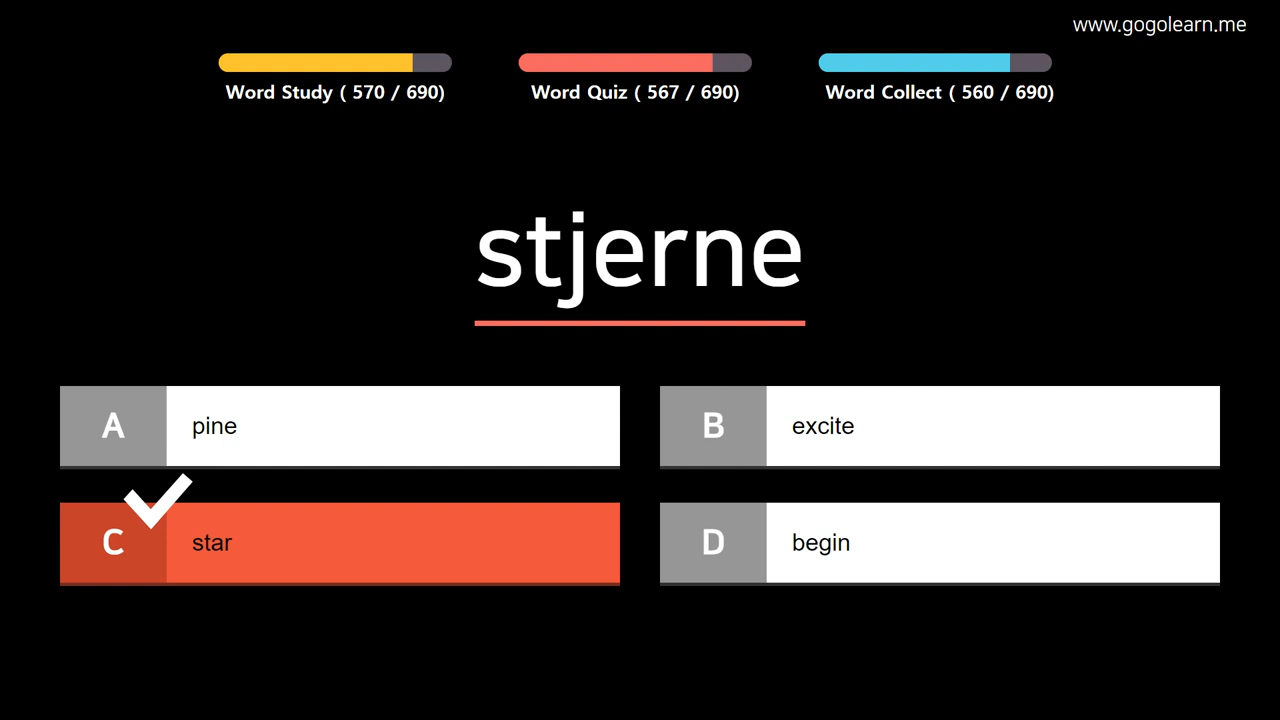 www.gogolearn.me
Word Study ( 570 / 690)
Word Quiz ( 567 / 690)
Word Collect ( 560 / 690)
stjerne
A pine
B excite
C star
D begin